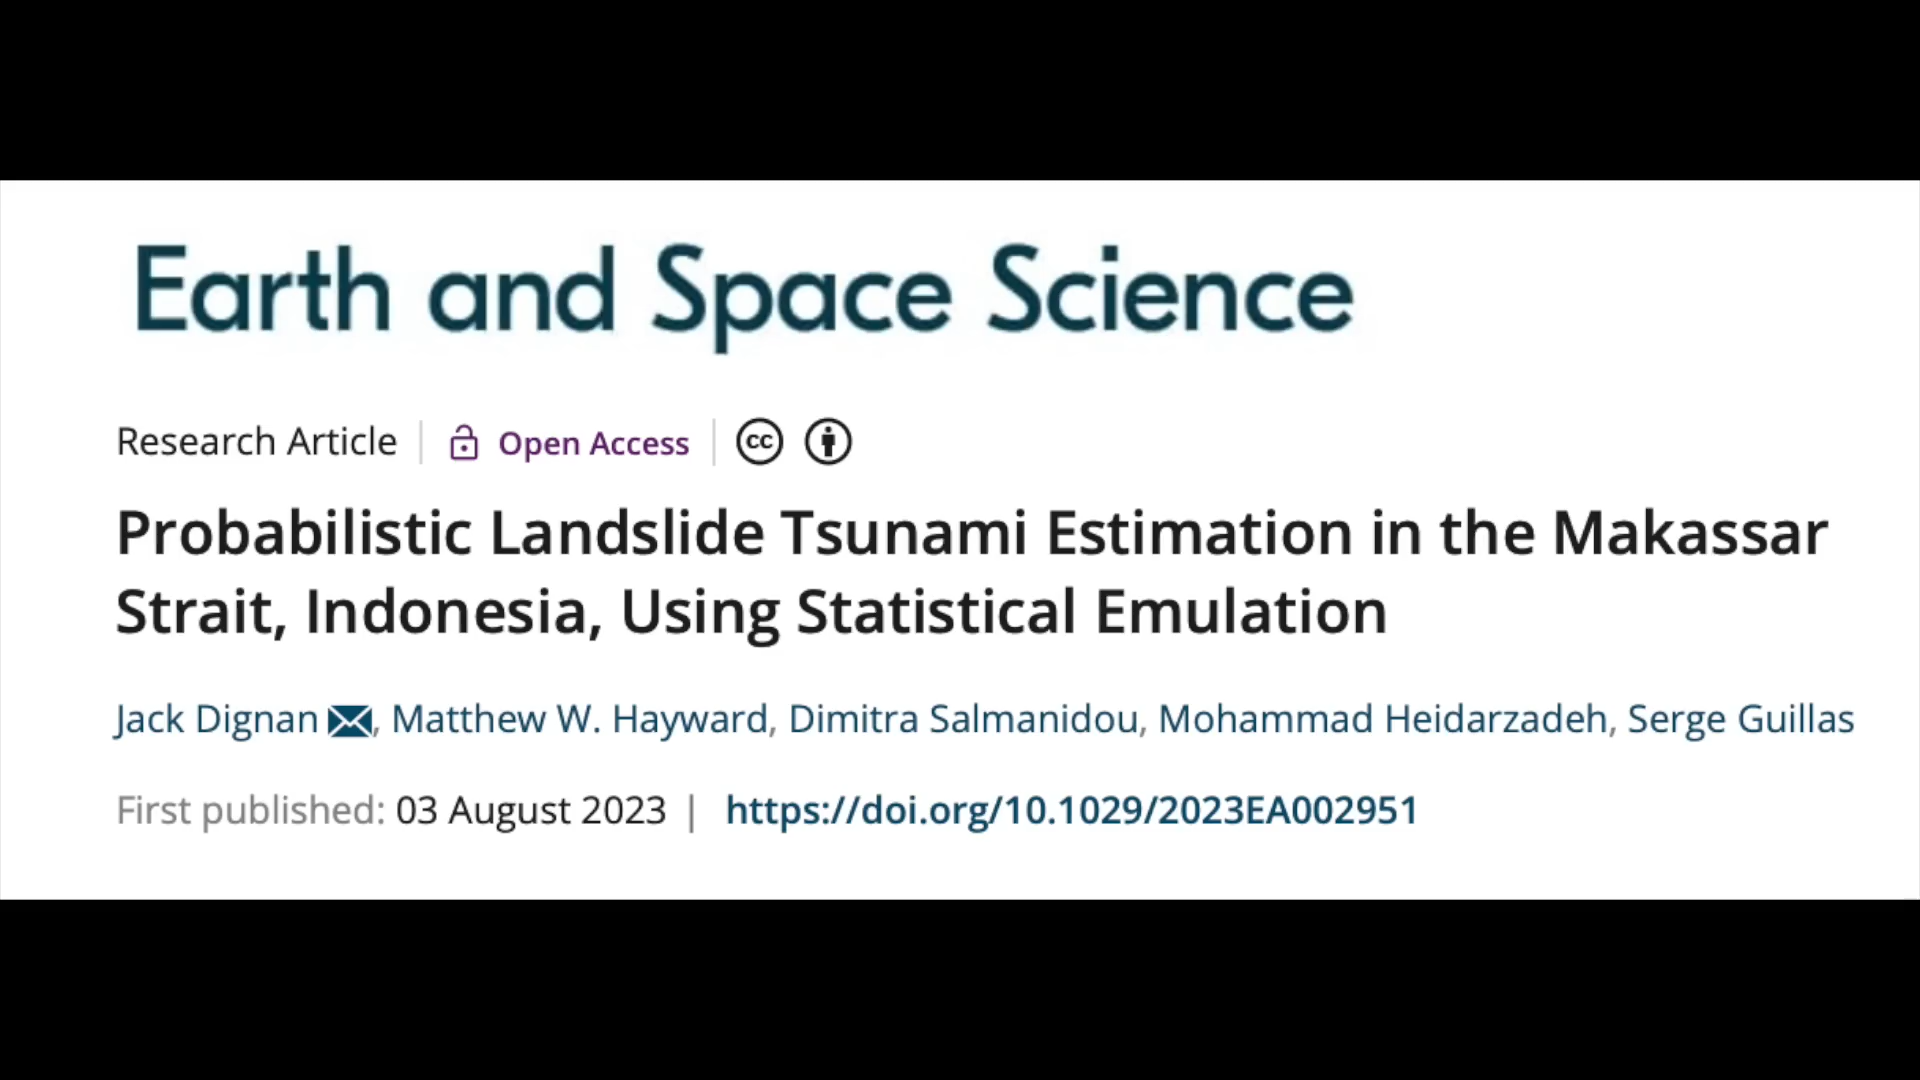 Earth and Space Science
Research Article | Open Access | cc
Probabilistic Landslide Tsunami Estimation in the Makassar
Strait, Indonesia, Using Statistical Emulation
Jack Dignan, Matthew W. Hayward, Dimitra Salmanidou, Mohammad Heidarzadeh, Serge Guillas
First published: 03 August 2023 | https://doi.org/10.1029/2023EA002951